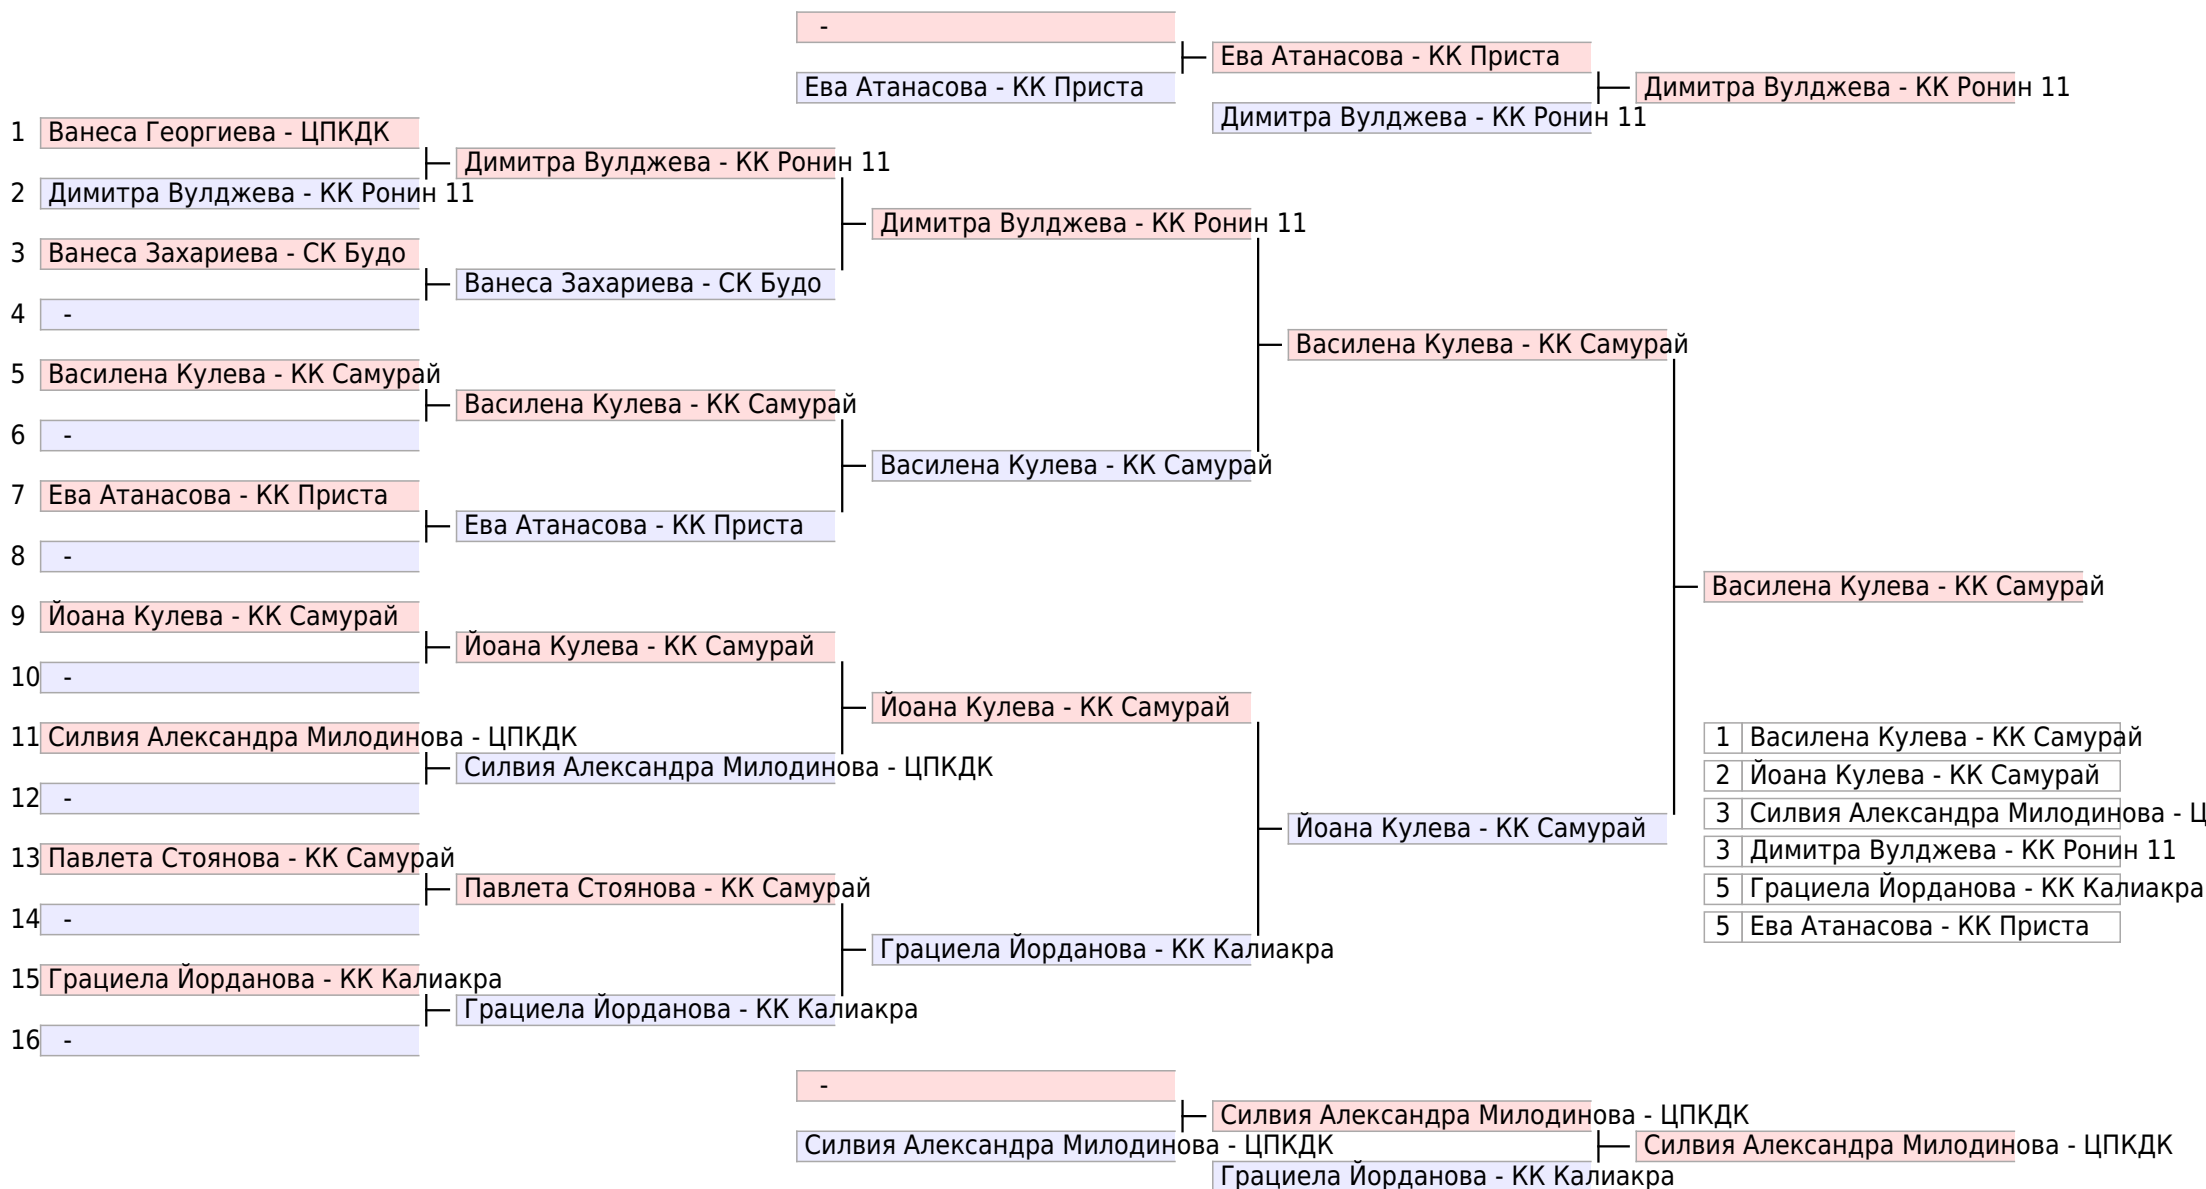 -
Ева Атанасова - КК Приста
Ева Атанасова - КК Приста
Димитра Вулджева - КК Ронин 11
Димитра Вулджева - КК Ронин 11
1 Ванеса Георгиева - ЦПКДК
Димитра Вулджева - КК Ронин 11
2 Димитра Вулджева - КК Ронин 11
Димитра Вулджева - КК Ронин 11
3 Ванеса Захариева - СК Будо
Ванеса Захариева - СК Будо
4 -
Василена Кулева - КК Самурай
5 Василена Кулева - КК Самурай
Василена Кулева - КК Самурай
6 -
Василена Кулева - КК Самурай
7 Ева Атанасова - КК Приста
Ева Атанасова - КК Приста
8 -
Василена Кулева - КК Самурай
9 Йоана Кулева - КК Самурай
Йоана Кулева - КК Самурай
10 -
Йоана Кулева - КК Самурай
11 Силвия Александра Милодинова - ЦПКДК
Силвия Александра Милодинова - ЦПКДК
12 -
Йоана Кулева - КК Самурай
13 Павлета Стоянова - КК Самурай
Павлета Стоянова - КК Самурай
14 -
Грациела Йорданова - КК Калиакра
15 Грациела Йорданова - КК Калиакра
Грациела Йорданова - КК Калиакра
16 -
1 Василена Кулева - КК Самурай
2 Йоана Кулева - КК Самурай
3 Силвия Александра Милодинова - Ц
3 Димитра Вулджева - КК Ронин 11
5 Грациела Йорданова - КК Калиакра
5 Ева Атанасова - КК Приста
-
Силвия Александра Милодинова - ЦПКДК
Силвия Александра Милодинова - ЦПКДК
Силвия Александра Милодинова - ЦПКДК
Грациела Йорданова - КК Калиакра